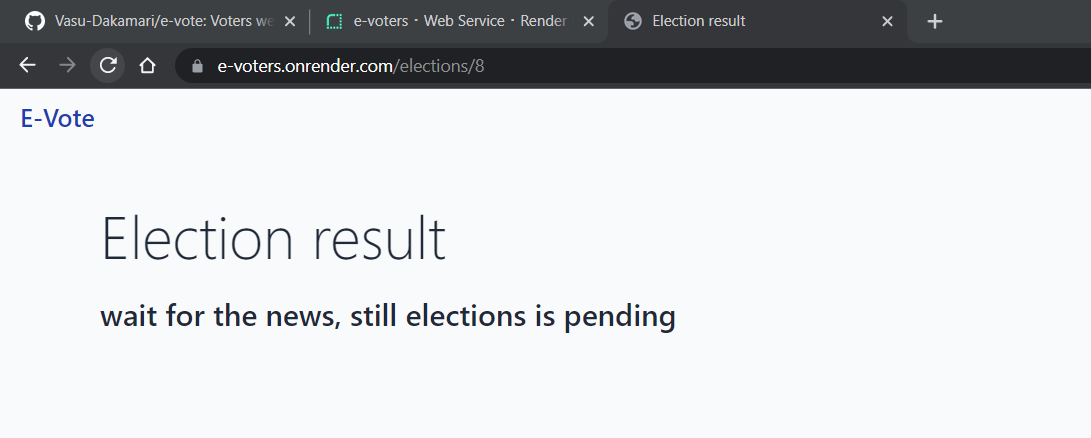 Vasu-Dakamari/e-vote: Voters we
e-voters · Web Service · Render
Election result
e-voters.onrender.com/elections/8
E-Vote
Election result
wait for the news, still elections is pending